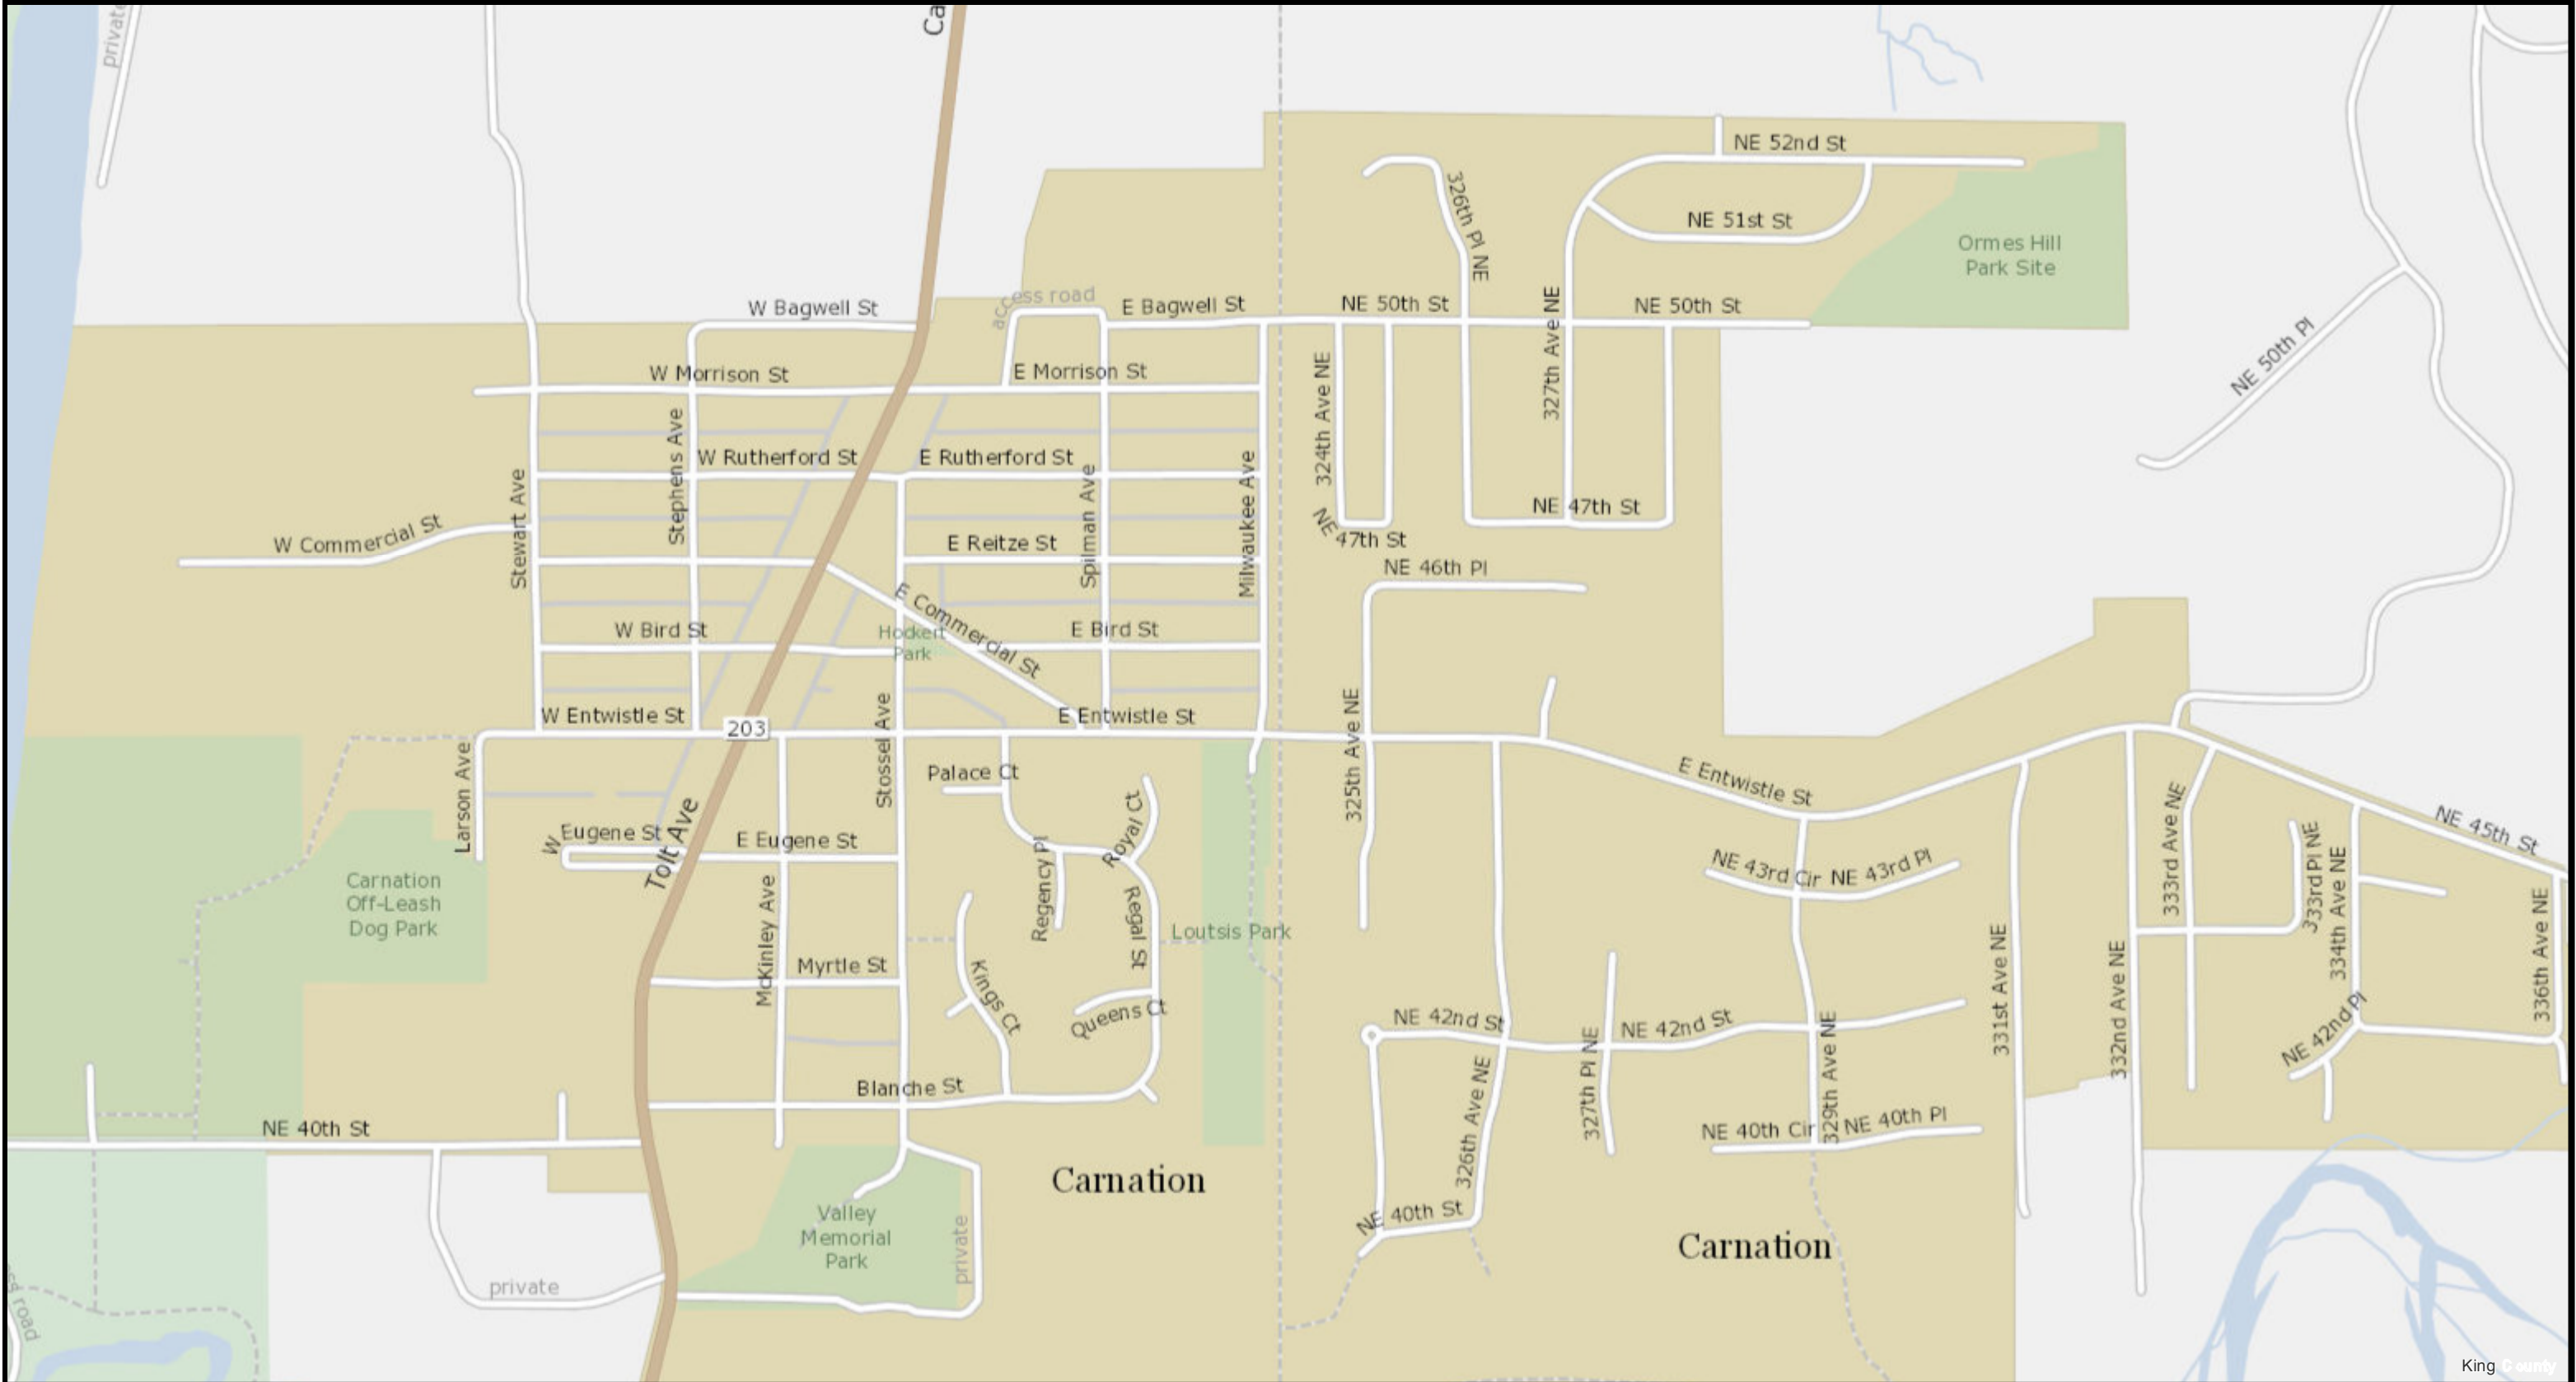 private
Ca
NE 52nd St
326th Pl NE
NE 51st St
Ormes Hill
Park Site
W Bagwell St
access road
E Bagwell St
NE 50th St
327th Ave NE
NE 50th St
NE 50th Pl
W Morrison St
E Morrison St
324th Ave NE
Stephens Ave
W Rutherford St
E Rutherford St
Stewart Ave
Spilman Ave
Milwaukee Ave
W Commercial St
E Reitze St
NE 47th St
NE 47th St
NE 46th Pl
E Commercial St
W Bird St
Hockert
Park
E Bird St
W Entwistle St
203
Stossel Ave
E Entwistle St
325th Ave NE
Larson Ave
Palace Ct
Royal Ct
E Entwistle St
333rd Ave NE
NE 45th St
W Eugene St
Tolt Ave
E Eugene St
Regency Pl
NE 43rd Cir
NE 43rd Pl
333rd Pl NE
334th Ave NE
Carnation
Off-Leash
Dog Park
McKinley Ave
Regal St
Loutsis Park
331st Ave NE
332nd Ave NE
336th Ave NE
Myrtle St
Kings Ct
Queens Ct
NE 42nd St
NE 42nd St
NE 42nd Pl
327th Pl NE
329th Ave NE
326th Ave NE
Blanche St
NE 40th St
NE 40th Cir
NE 40th Pl
Carnation
Valley
Memorial
Park
private
NE 40th St
Carnation
private
ss road
King County